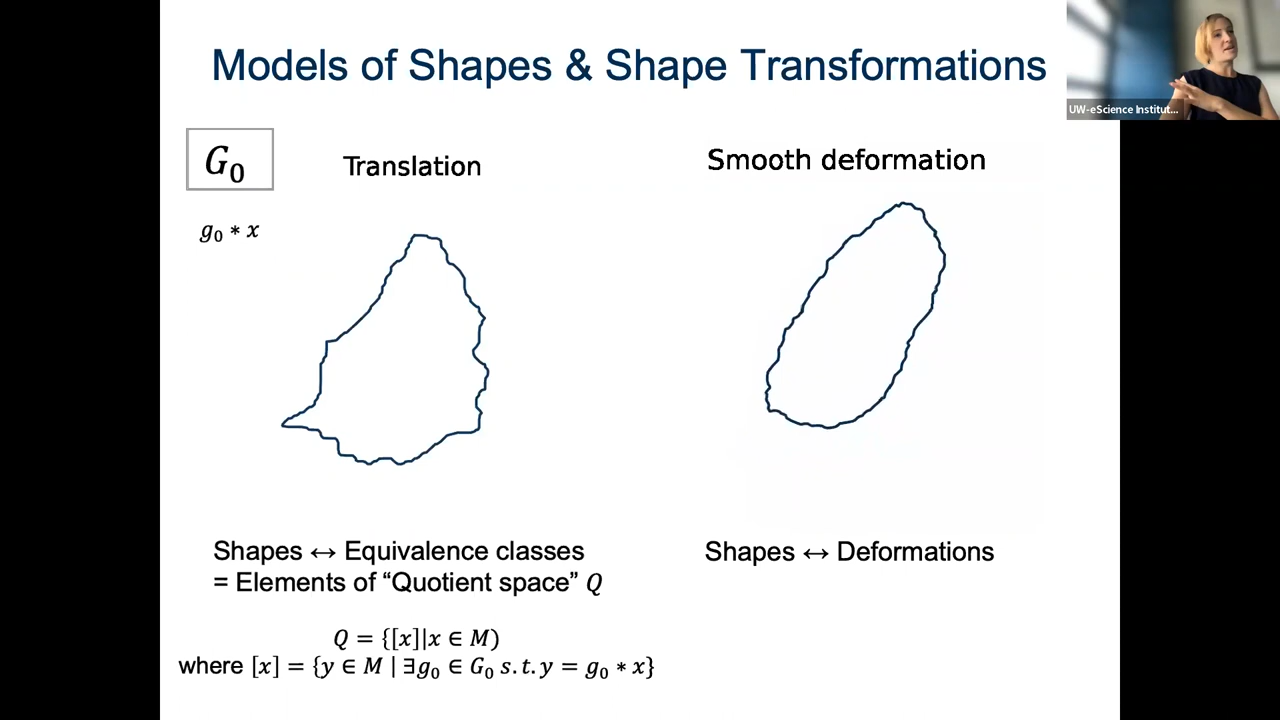 Models of Shapes & Shape Transformations
UW-eScience Institut...
G₀
Translation
Smooth deformation
g₀ * x
Shapes ↔ Equivalence classes
= Elements of “Quotient space” Q
Shapes ↔ Deformations
Q = {[x]|x ∈ M)
where [x] = {y ∈ M | ∃g₀ ∈ G₀ s.t. y = g₀ * x}